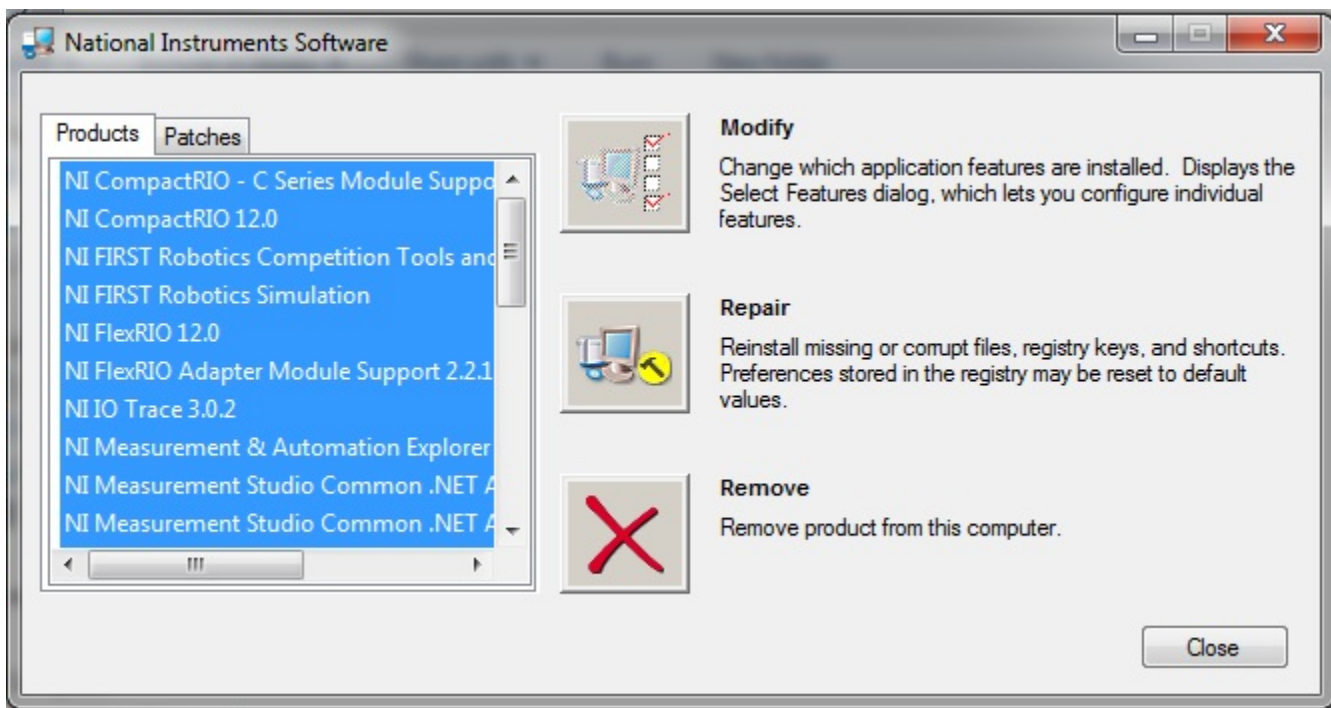 National Instruments Software
Products
Patches
NI CompactRIO - C Series Module Suppo
NI CompactRIO 12.0
NI FIRST Robotics Competition Tools and
NI FIRST Robotics Simulation
NI FlexRIO 12.0
NI FlexRIO Adapter Module Support 2.2.1
NI IO Trace 3.0.2
NI Measurement & Automation Explorer
NI Measurement Studio Common .NET A
NI Measurement Studio Common .NET A
Modify
Change which application features are installed. Displays the
Select Features dialog, which lets you configure individual
features.
Repair
Reinstall missing or corrupt files, registry keys, and shortcuts.
Preferences stored in the registry may be reset to default
values.
Remove
Remove product from this computer.
Close